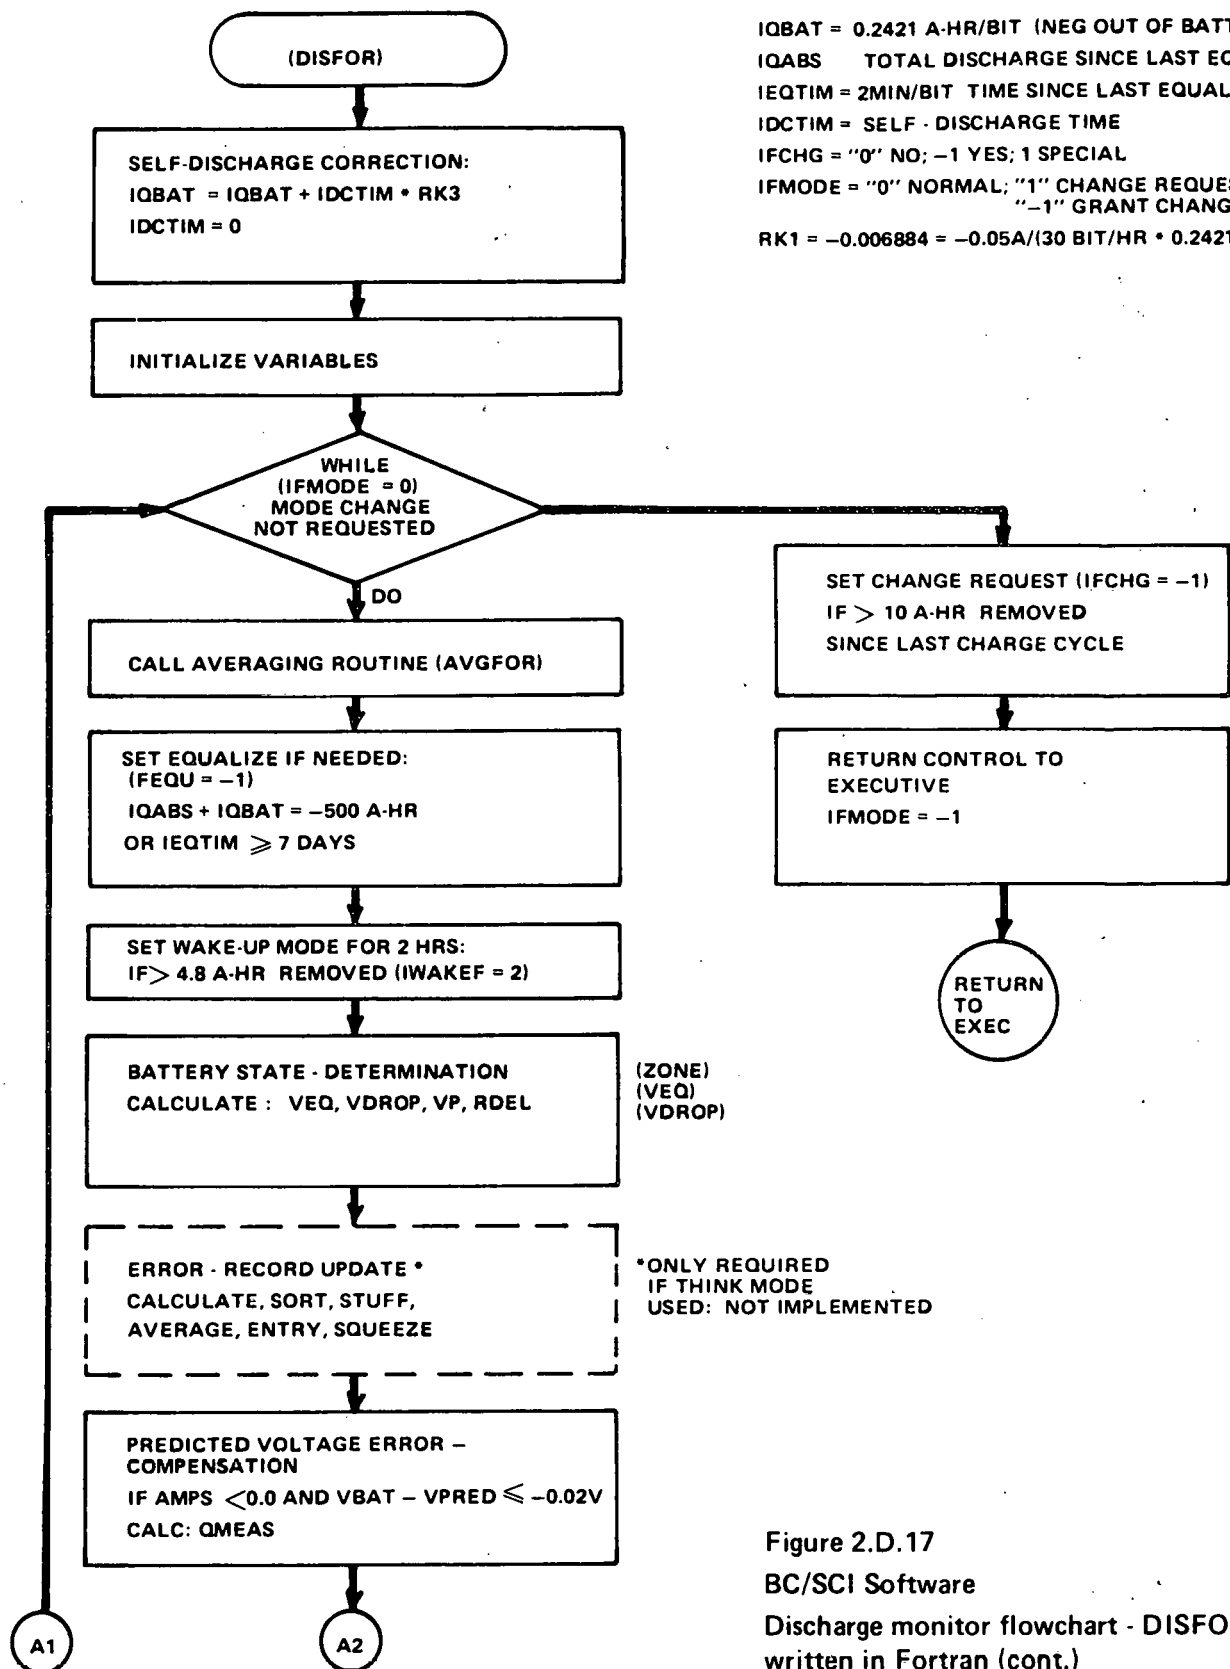 (DISFOR)
SELF-DISCHARGE CORRECTION:
IQBAT = IQBAT + IDCTIM * RK3
IDCTIM = 0
INITIALIZE VARIABLES
WHILE
(IFMODE = 0)
MODE CHANGE
NOT REQUESTED
DO
CALL AVERAGING ROUTINE (AVGFOR)
SET EQUALIZE IF NEEDED:
(FEQU = −1)
IQABS + IQBAT = −500 A-HR
OR IEQTIM ⩾ 7 DAYS
SET WAKE-UP MODE FOR 2 HRS:
IF > 4.8 A-HR REMOVED (IWAKEF = 2)
BATTERY STATE - DETERMINATION
CALCULATE : VEQ, VDROP, VP, RDEL
(ZONE)
(VEQ)
(VDROP)
ERROR - RECORD UPDATE *
CALCULATE, SORT, STUFF,
AVERAGE, ENTRY, SQUEEZE
*ONLY REQUIRED
IF THINK MODE
USED: NOT IMPLEMENTED
PREDICTED VOLTAGE ERROR −
COMPENSATION
IF AMPS <0.0 AND VBAT − VPRED ⩽ −0.02V
CALC: QMEAS
A1
A2
IQBAT = 0.2421 A-HR/BIT (NEG OUT OF BATT
IQABS TOTAL DISCHARGE SINCE LAST EQ
IEQTIM = 2MIN/BIT TIME SINCE LAST EQUAL
IDCTIM = SELF - DISCHARGE TIME
IFCHG = "0" NO; −1 YES; 1 SPECIAL
IFMODE = "0" NORMAL; "1" CHANGE REQUE
"−1" GRANT CHANG
RK1 = −0.006884 = −0.05A/(30 BIT/HR * 0.2421
SET CHANGE REQUEST (IFCHG = −1)
IF > 10 A-HR REMOVED
SINCE LAST CHARGE CYCLE
RETURN CONTROL TO
EXECUTIVE
IFMODE = −1
RETURN
TO
EXEC
Figure 2.D.17
BC/SCI Software
Discharge monitor flowchart - DISFO
written in Fortran (cont.)